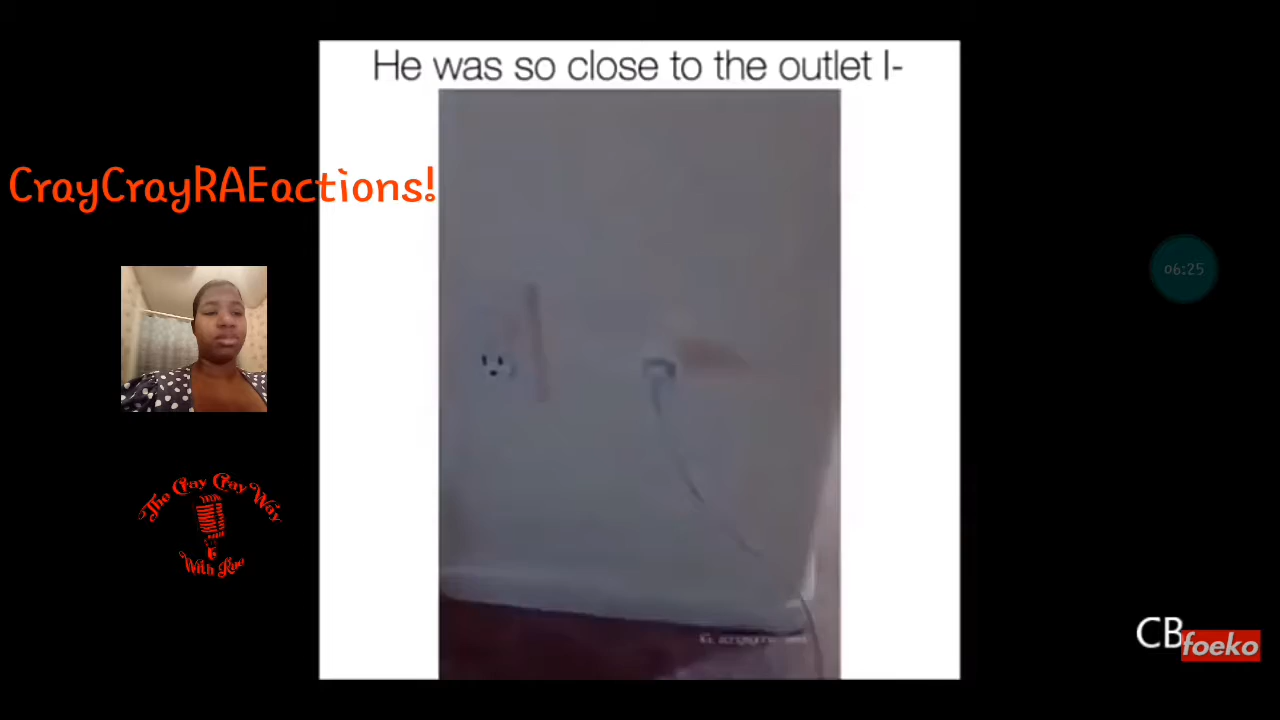 He was so close to the outlet I-
CrayCrayRAEactions!
06:25
The Cray Cray Way
With Rae
CB
foeko